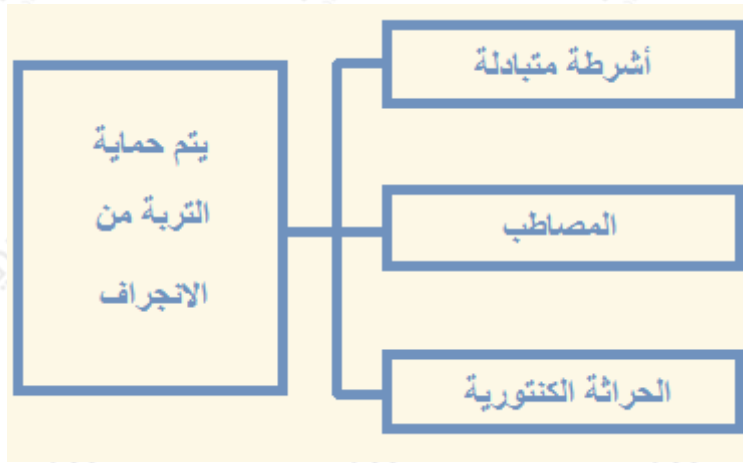 يتم حماية
التربة من
الانجراف
أشرطة متبادلة
المصاطب
الحراثة الكنتورية